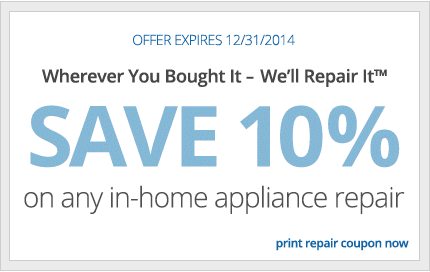 OFFER EXPIRES 12/31/2014
Wherever You Bought It – We’ll Repair It™
SAVE 10%
on any in-home appliance repair
print repair coupon now